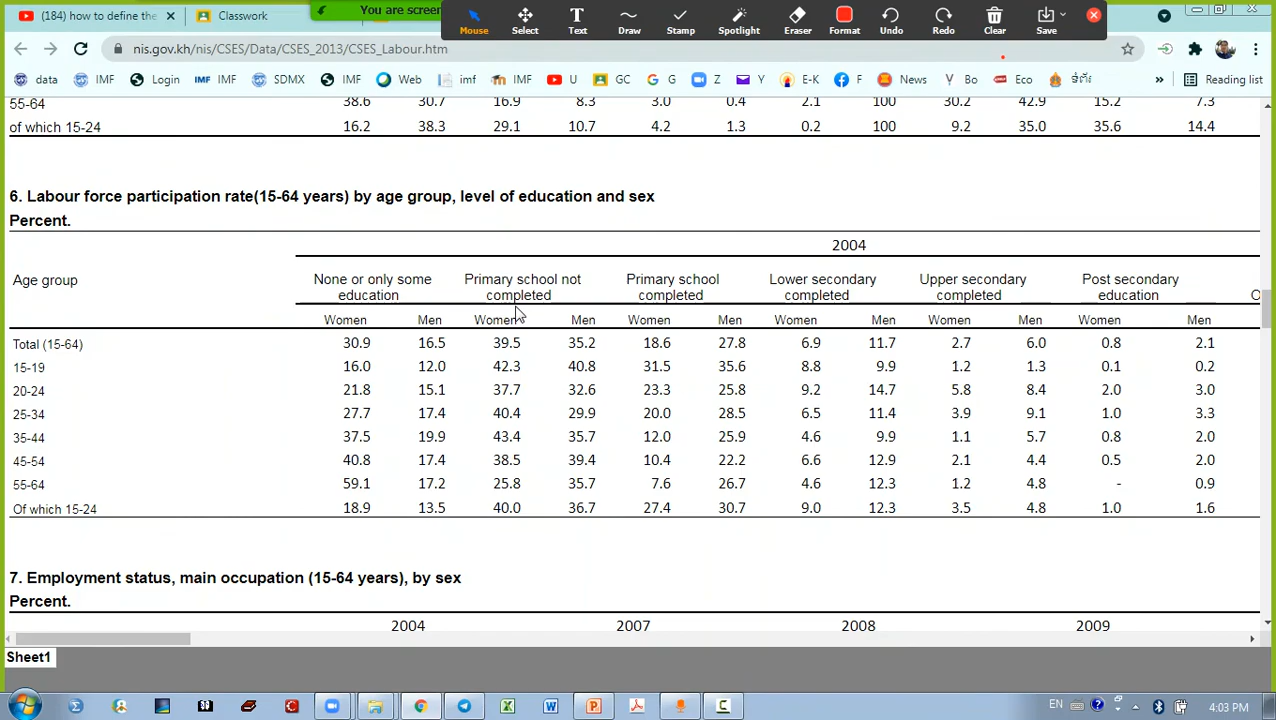 (184) how to define the
Classwork
You are screen
Mouse Select Text Draw Stamp Spotlight Eraser Format Undo Redo Clear Save
nis.gov.kh/nis/CSES/Data/CSES_2013/CSES_Labour.htm
data IMF Login IMF IMF SDMX IMF Web imf IMF U GC G Z Y E-K F News Bo Eco » Reading list
55-64 38.6 30.7 16.9 8.3 3.0 0.4 2.1 100 30.2 42.9 15.2 7.3
of which 15-24 16.2 38.3 29.1 10.7 4.2 1.3 0.2 100 9.2 35.0 35.6 14.4
6. Labour force participation rate(15-64 years) by age group, level of education and sex
Percent.
2004
Age group
None or only some education
Primary school not completed
Primary school completed
Lower secondary completed
Upper secondary completed
Post secondary education
Women Men Women Men Women Men Women Men Women Men Women Men
Total (15-64) 30.9 16.5 39.5 35.2 18.6 27.8 6.9 11.7 2.7 6.0 0.8 2.1
15-19 16.0 12.0 42.3 40.8 31.5 35.6 8.8 9.9 1.2 1.3 0.1 0.2
20-24 21.8 15.1 37.7 32.6 23.3 25.8 9.2 14.7 5.8 8.4 2.0 3.0
25-34 27.7 17.4 40.4 29.9 20.0 28.5 6.5 11.4 3.9 9.1 1.0 3.3
35-44 37.5 19.9 43.4 35.7 12.0 25.9 4.6 9.9 1.1 5.7 0.8 2.0
45-54 40.8 17.4 38.5 39.4 10.4 22.2 6.6 12.9 2.1 4.4 0.5 2.0
55-64 59.1 17.2 25.8 35.7 7.6 26.7 4.6 12.3 1.2 4.8 - 0.9
Of which 15-24 18.9 13.5 40.0 36.7 27.4 30.7 9.0 12.3 3.5 4.8 1.0 1.6
7. Employment status, main occupation (15-64 years), by sex
Percent.
2004 2007 2008 2009
Sheet1
EN 4:03 PM